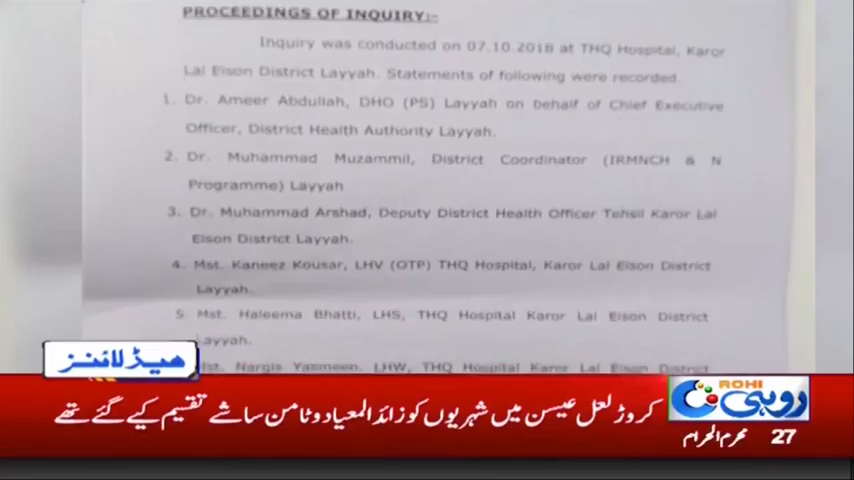 PROCEEDINGS OF INQUIRY:-
Inquiry was conducted on 07.10.2018 at THQ Hospital, Karor
Lal Eison District Layyah. Statements of following were recorded.
1. Dr. Ameer Abdullah, DHO (PS) Layyah on behalf of Chief Executive
Officer, District Health Authority Layyah.
2. Dr. Muhammad Muzammil, District Coordinator (IRMNCH & N
Programme) Layyah
3. Dr. Muhammad Arshad, Deputy District Health Officer Tehsil Karor Lal
Eison District Layyah.
4. Mst. Kaneez Kousar, LHV (OTP) THQ Hospital, Karor Lal Eison District
Layyah.
5. Mst. Haleema Bhatti, LHS, THQ Hospital Karor Lal Eison District
Layyah.
Mst. Nargis Yasmeen, LHW, THQ Hospital Karor Lal Eison District
ہیڈلائنز
کروڑ لعل عیسن میں شہریوں کو زائد المعیاد وٹامن ساشے تقسیم کیے گئے تھے
ROHI
روہی
27 محرم الحرام